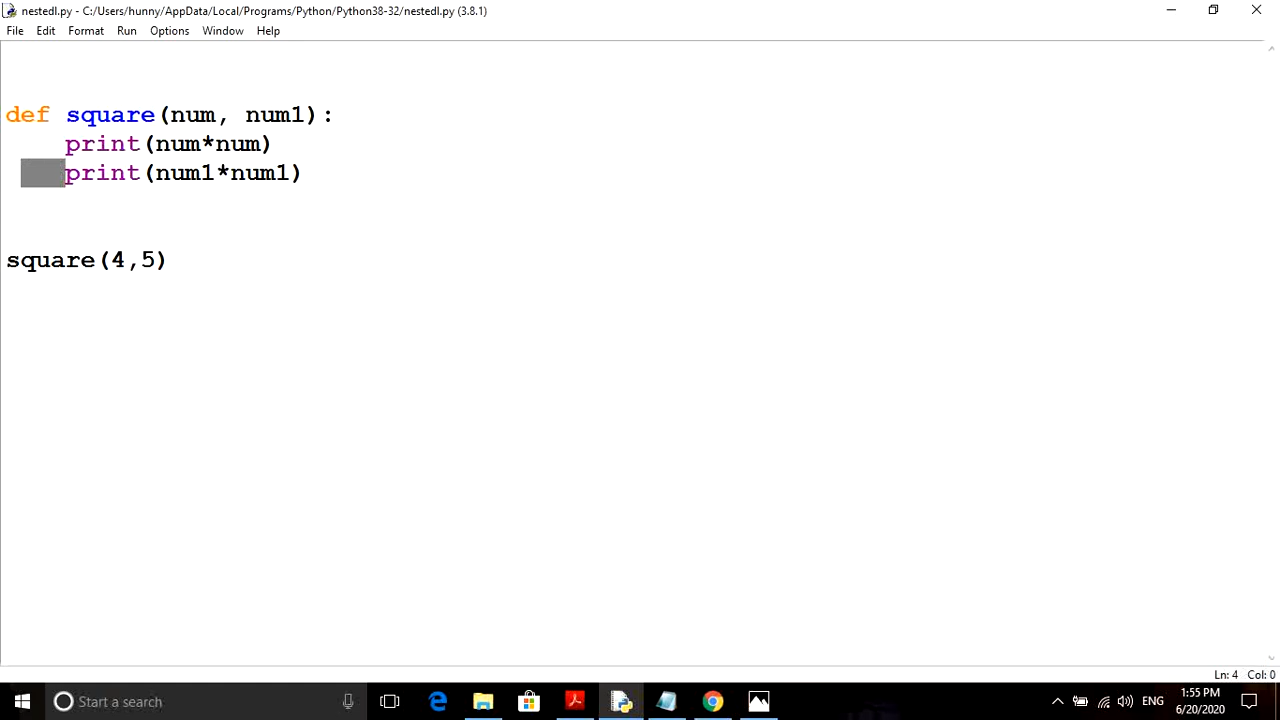 nestedl.py - C:/Users/hunny/AppData/Local/Programs/Python/Python38-32/nestedl.py (3.8.1)
File Edit Format Run Options Window Help
def square(num, num1):
    print(num*num)
    print(num1*num1)
square(4,5)
Ln: 4 Col: 0
Start a search
ENG
1:55 PM
6/20/2020